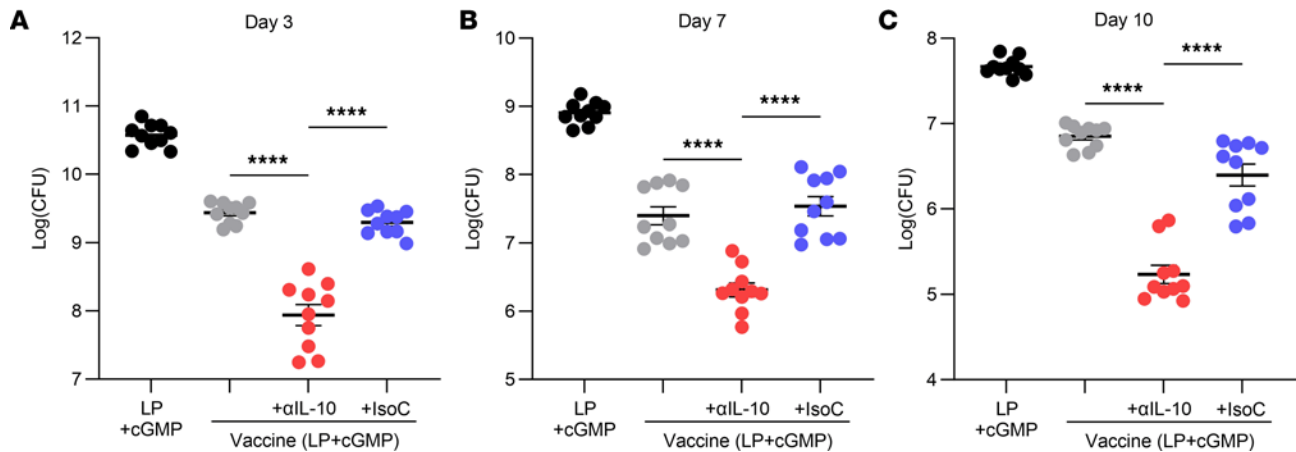 A
Day 3
12
11
10
9
8
7
Log(CFU)
****
****
LP
+cGMP
+αIL-10
+IsoC
Vaccine (LP+cGMP)
B
Day 7
10
9
8
7
6
5
Log(CFU)
****
****
LP
+cGMP
+αIL-10
+IsoC
Vaccine (LP+cGMP)
C
Day 10
8
7
6
5
4
Log(CFU)
****
****
LP
+cGMP
+αIL-10
+IsoC
Vaccine (LP+cGMP)